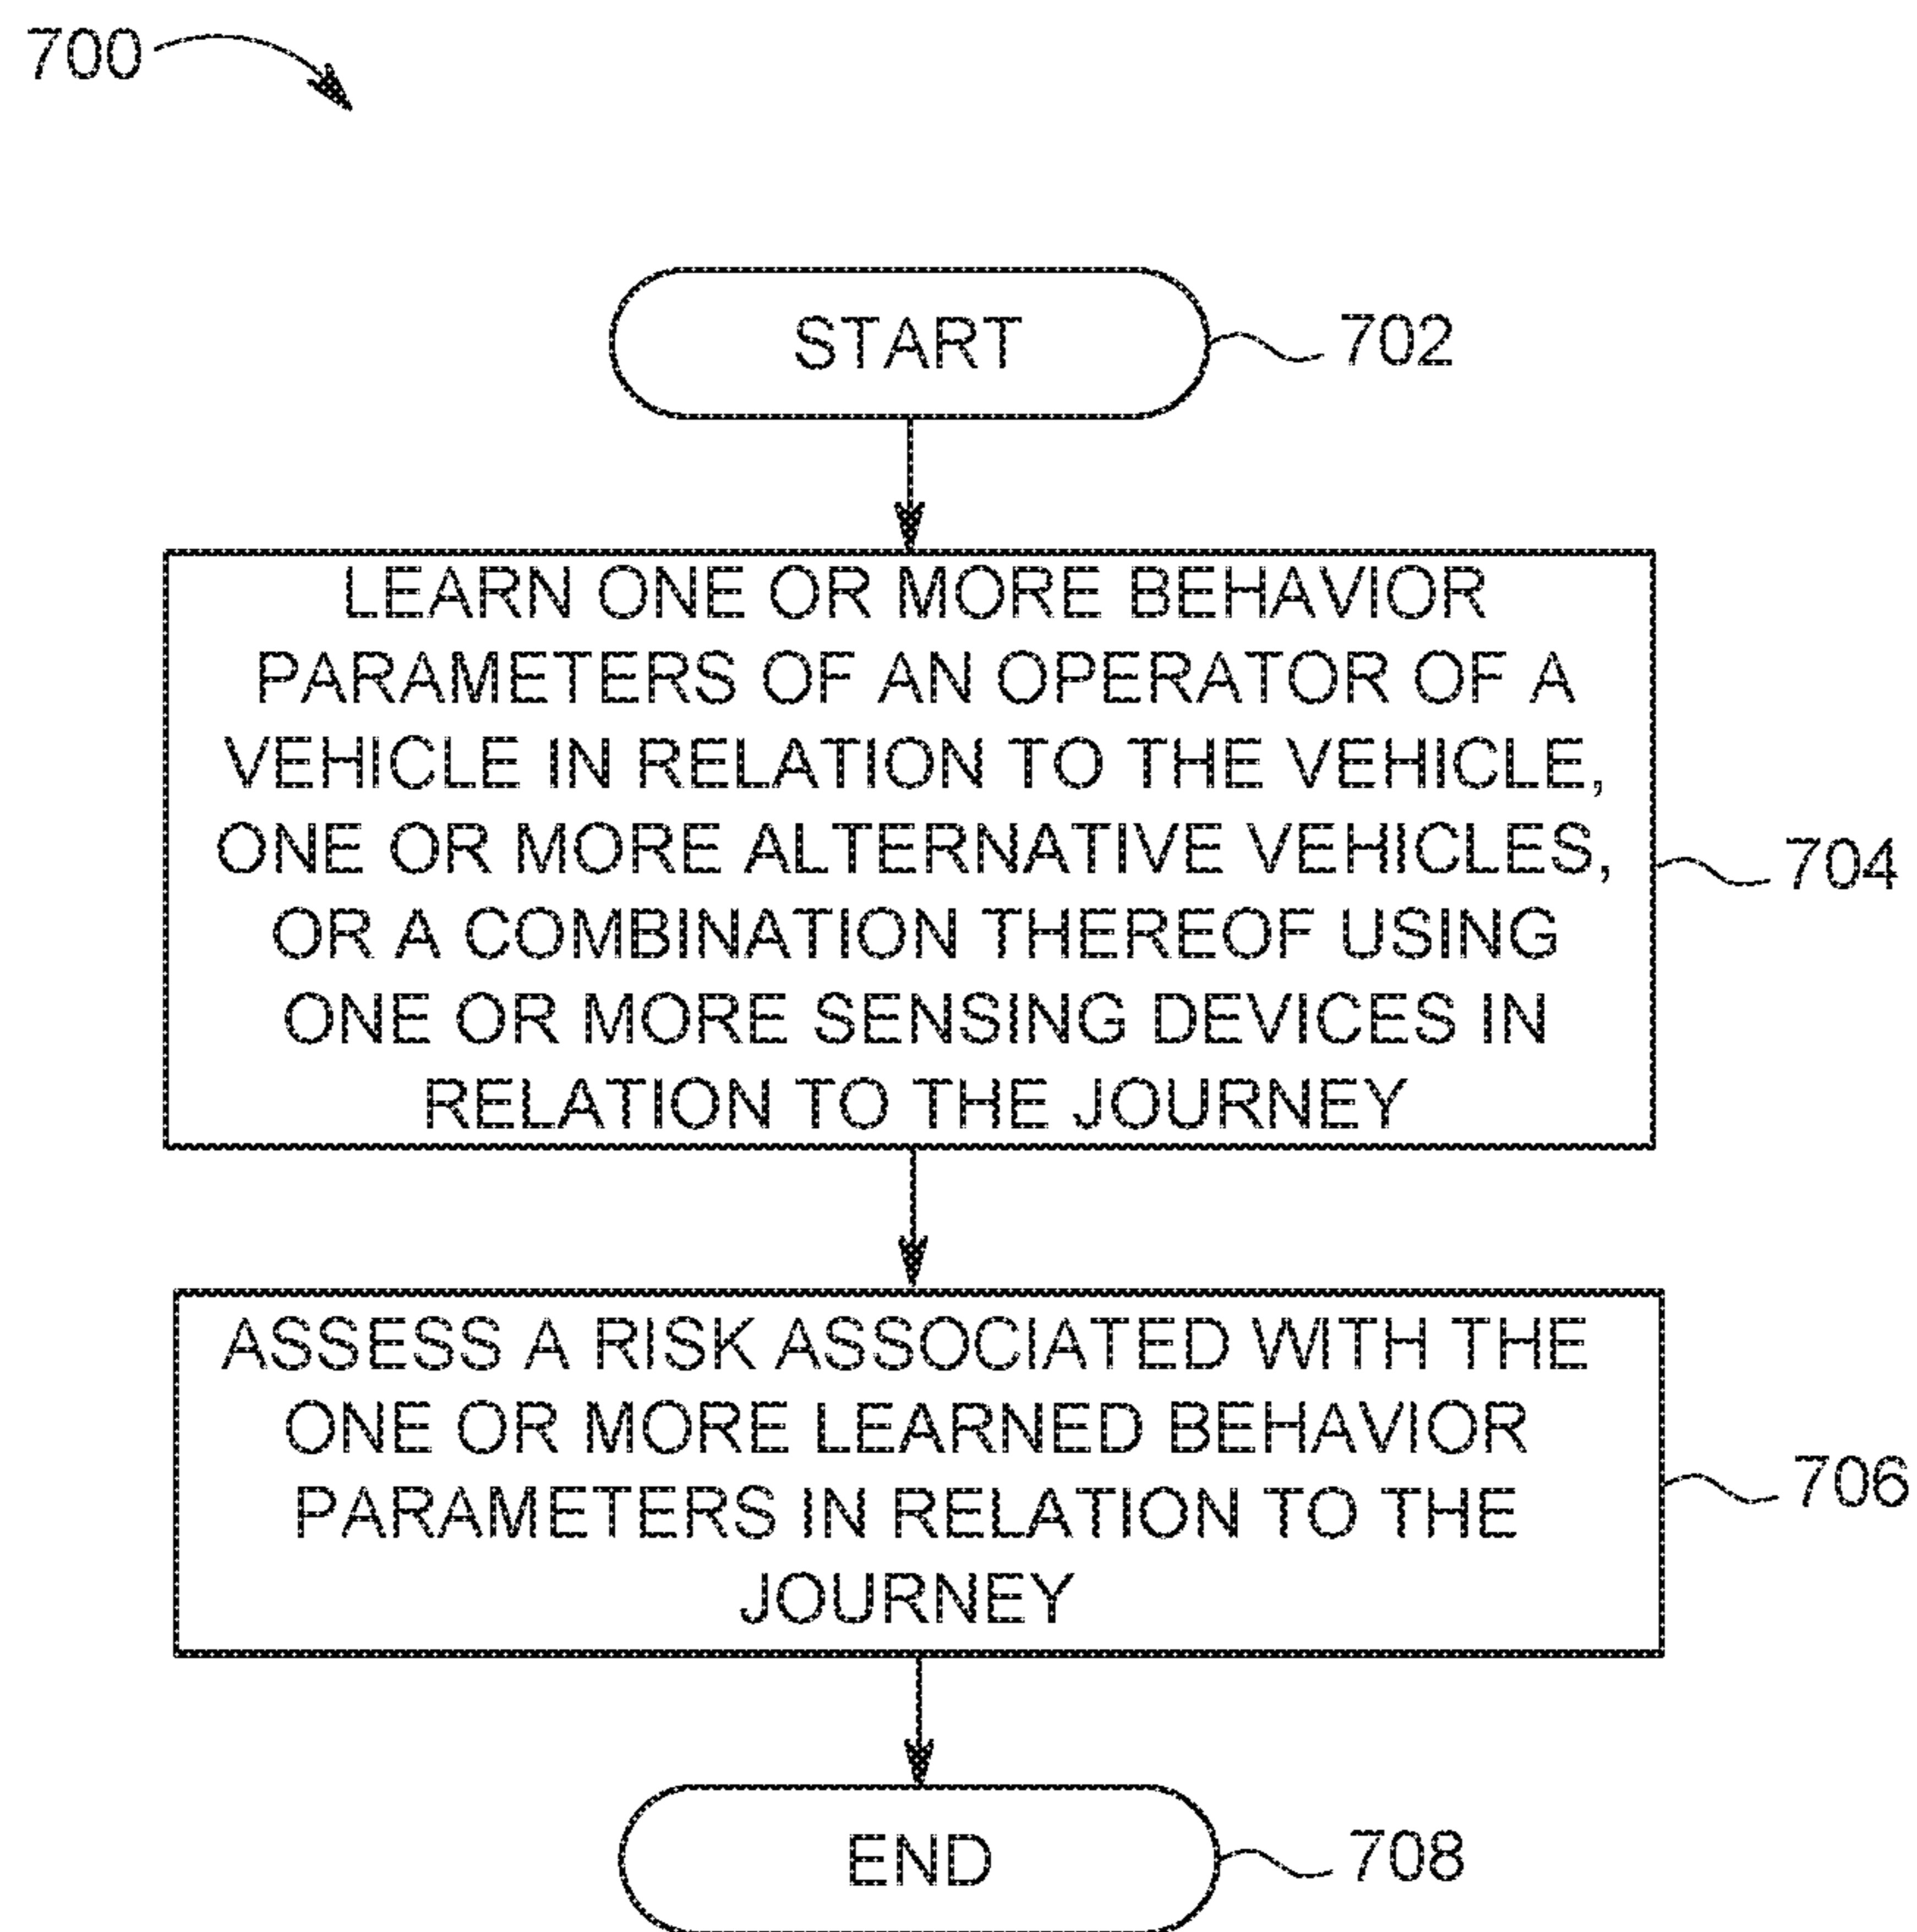 700
START
702
LEARN ONE OR MORE BEHAVIOR
PARAMETERS OF AN OPERATOR OF A
VEHICLE IN RELATION TO THE VEHICLE,
ONE OR MORE ALTERNATIVE VEHICLES,
OR A COMBINATION THEREOF USING
ONE OR MORE SENSING DEVICES IN
RELATION TO THE JOURNEY
704
ASSESS A RISK ASSOCIATED WITH THE
ONE OR MORE LEARNED BEHAVIOR
PARAMETERS IN RELATION TO THE
JOURNEY
706
END
708